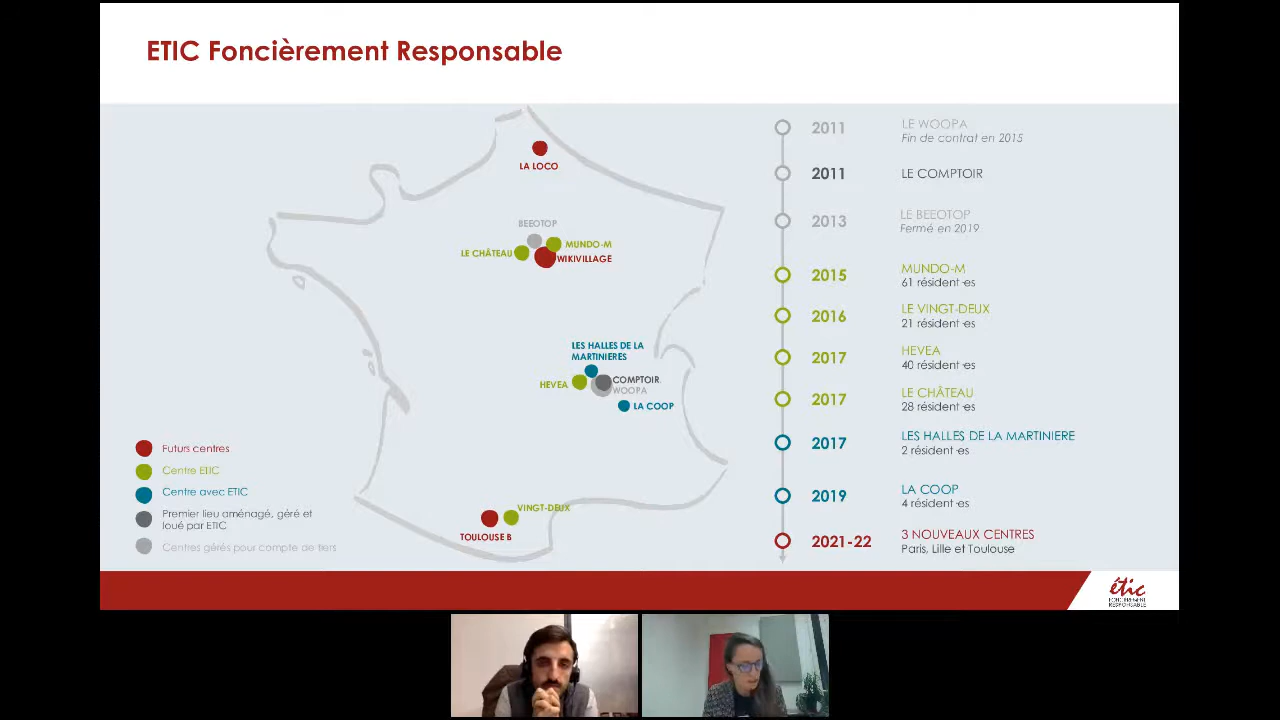 ETIC Foncièrement Responsable
LA LOCO
BEEOTOP
MUNDO-M
LE CHÂTEAU
WIKIVILLAGE
LES HALLES DE LA
MARTINIERES
HEVEA
COMPTOIR
WOOPA
LA COOP
VINGT-DEUX
TOULOUSE B
Futurs centres
Centre ETIC
Centre avec ETIC
Premier lieu aménagé, géré et
loué par ETIC
Centres gérés pour compte de tiers
2011
LE WOOPA
Fin de contrat en 2015
2011
LE COMPTOIR
2013
LE BEEOTOP
Fermé en 2019
2015
MUNDO-M
61 résident·es
2016
LE VINGT-DEUX
21 résident·es
2017
HEVEA
40 résident·es
2017
LE CHÂTEAU
28 résident·es
2017
LES HALLES DE LA MARTINIERE
2 résident·es
2019
LA COOP
4 résident·es
2021-22
3 NOUVEAUX CENTRES
Paris, Lille et Toulouse
étic
FONCIÈREMENT
RESPONSABLE